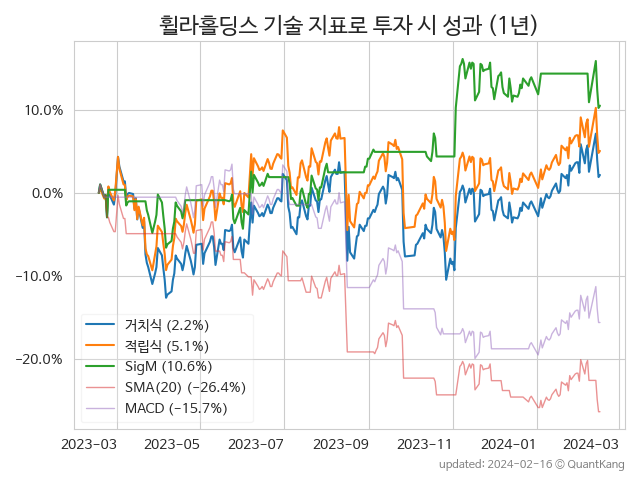 휠라홀딩스 기술 지표로 투자 시 성과 (1년)
10.0%
0.0%
−10.0%
−20.0%
거치식 (2.2%)
적립식 (5.1%)
SigM (10.6%)
SMA(20) (−26.4%)
MACD (−15.7%)
2023-03 2023-05 2023-07 2023-09 2023-11 2024-01 2024-03
updated: 2024-02-16 ⓒ QuantKang